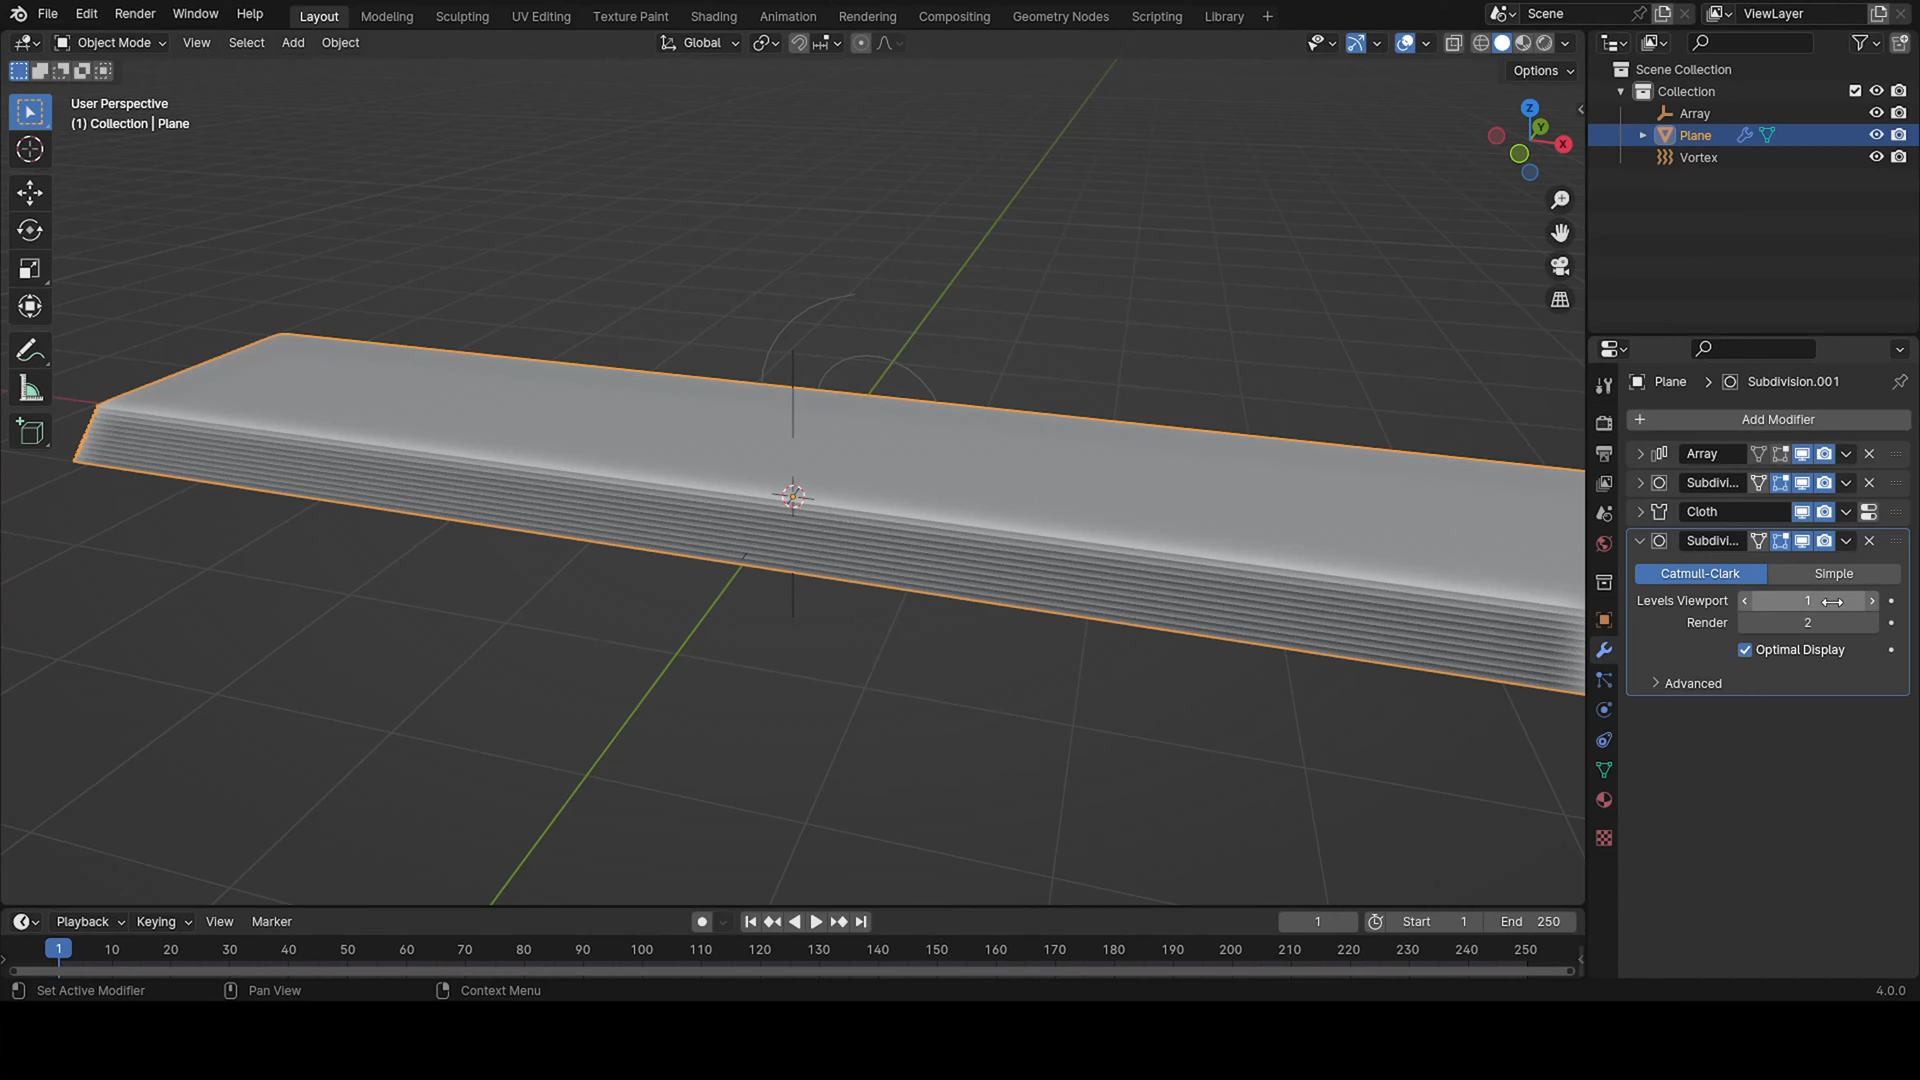 File Edit Render Window Help
Layout Modeling Sculpting UV Editing Texture Paint Shading Animation Rendering Compositing Geometry Nodes Scripting Library +
Scene
ViewLayer
Object Mode View Select Add Object
Global
Options
User Perspective
(1) Collection | Plane
Z
Y
X
Scene Collection
Collection
Array
Plane
Vortex
Plane > Subdivision.001
+ Add Modifier
Array
Subdivi...
Cloth
Subdivi...
Catmull-Clark Simple
Levels Viewport 1
Render 2
Optimal Display
Advanced
Playback Keying View Marker
1 Start 1 End 250
1 10 20 30 40 50 60 70 80 90 100 110 120 130 140 150 160 170 180 190 200 210 220 230 240 250
Set Active Modifier Pan View Context Menu
4.0.0